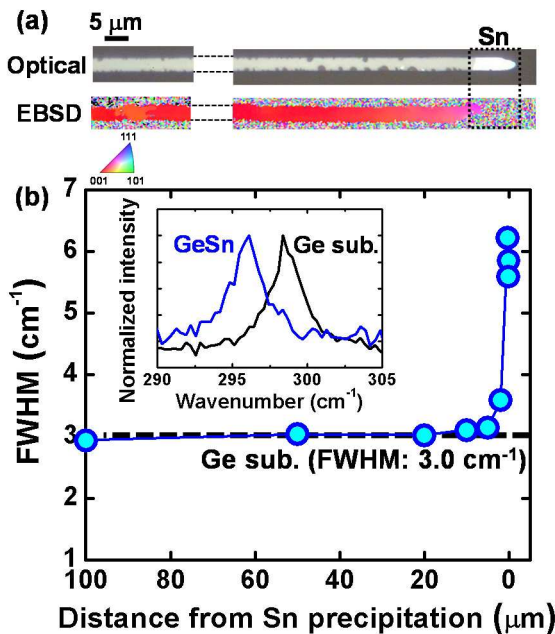 (a) 5 μm
Sn
Optical
EBSD
111
001 101
(b)
7
6
5
4
3
2
1
FWHM (cm⁻¹)
GeSn Ge sub.
Normalized intensity
290 295 300 305
Wavenumber (cm⁻¹)
Ge sub. (FWHM: 3.0 cm⁻¹)
100 80 60 40 20 0
Distance from Sn precipitation (μm)